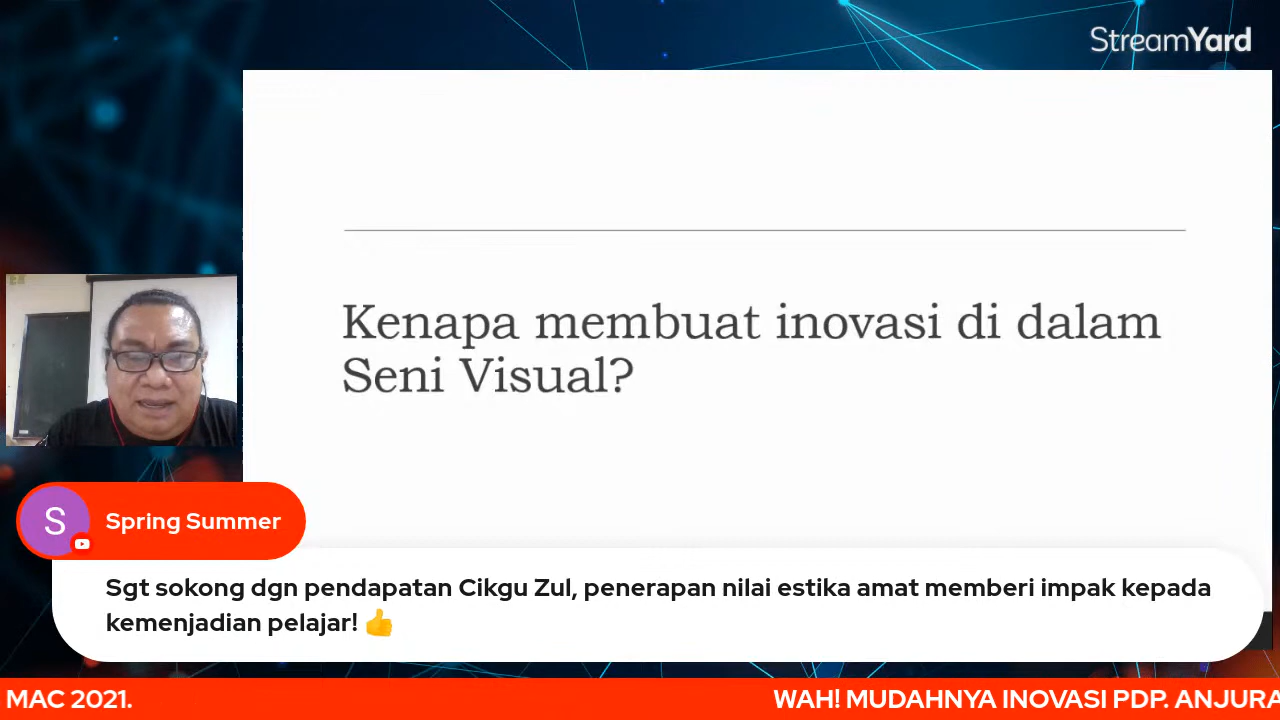 StreamYard
Kenapa membuat inovasi di dalam
Seni Visual?
S
Spring Summer
Sgt sokong dgn pendapatan Cikgu Zul, penerapan nilai estika amat memberi impak kepada
kemenjadian pelajar! 👍
MAC 2021.
WAH! MUDAHNYA INOVASI PDP. ANJURA